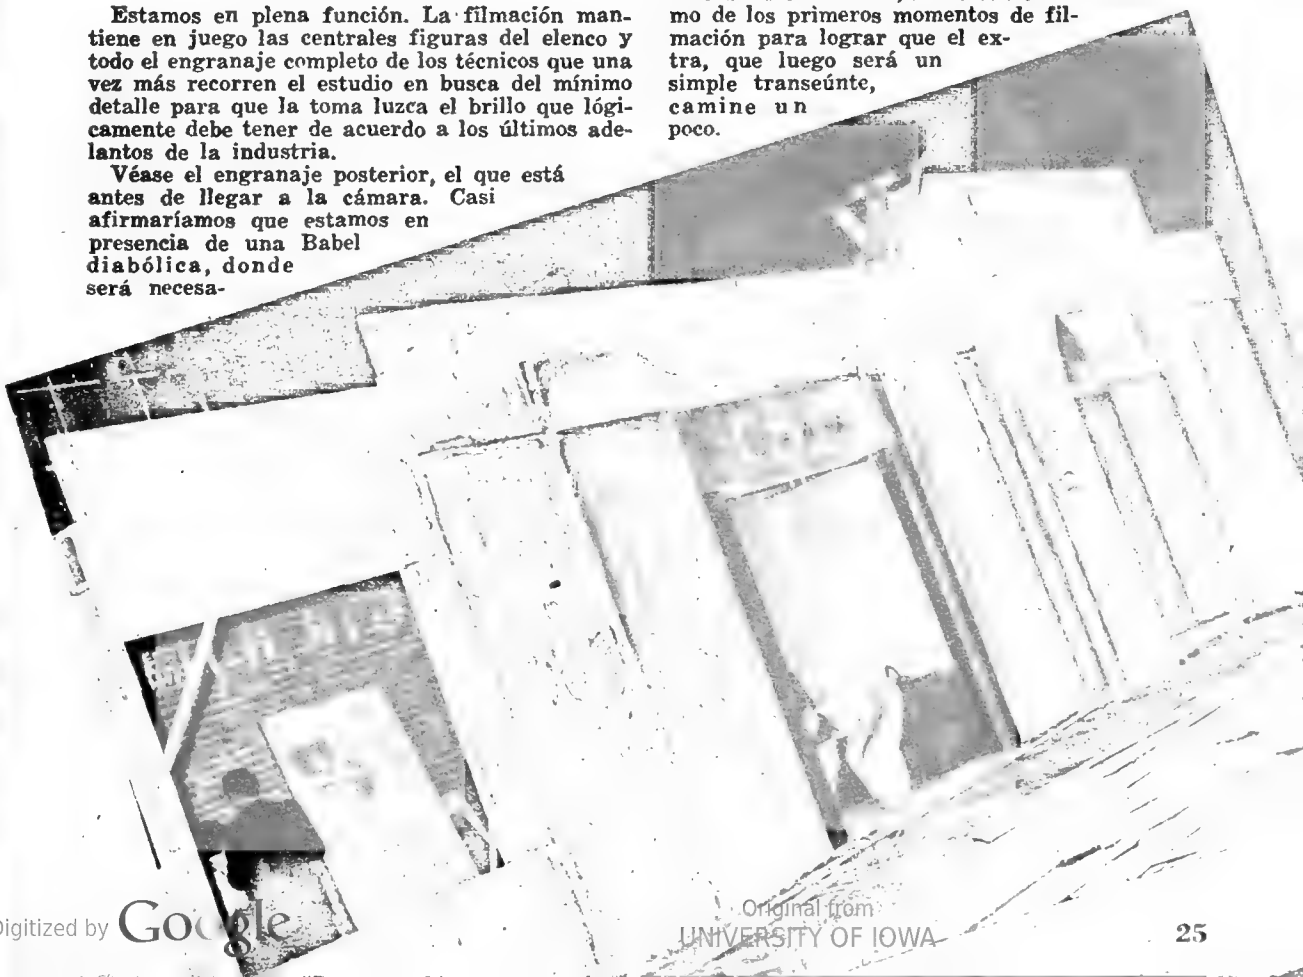 Estamos en plena función. La filmación man-
tiene en juego las centrales figuras del elenco y
todo el engranaje completo de los técnicos que una
vez más recorren el estudio en busca del mínimo
detalle para que la toma luzca el brillo que lógi-
camente debe tener de acuerdo a los últimos ade-
lantos de la industria.
Véase el engranaje posterior, el que está
antes de llegar a la cámara. Casi
afirmaríamos que estamos en
presencia de una Babel
diabólica, donde
será necesa-
mo de los primeros momentos de fil-
mación para lograr que el ex-
tra, que luego será un
simple transeúnte,
camine un
poco.
Digitized by Google
Original from
UNIVERSITY OF IOWA
25